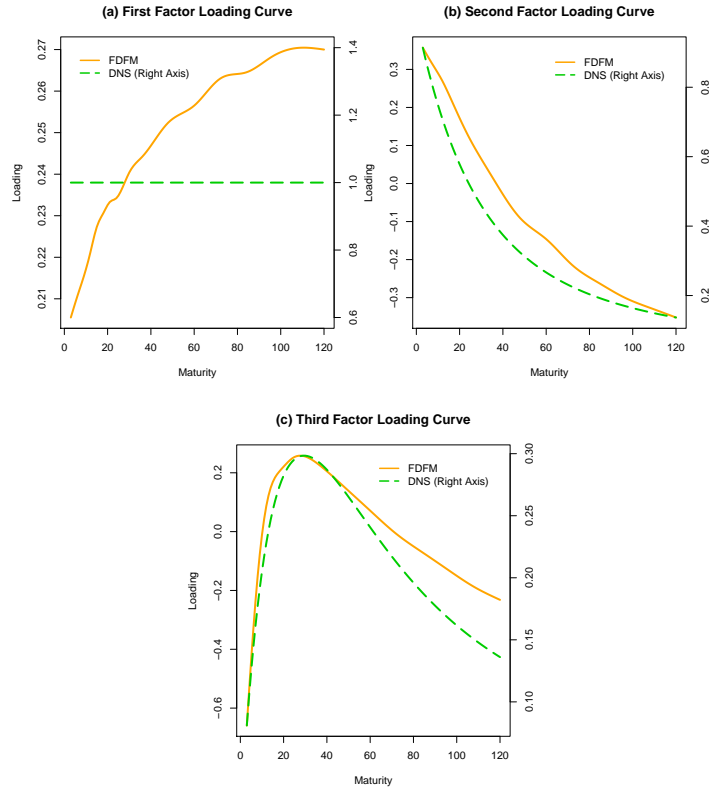 (a) First Factor Loading Curve
FDFM
DNS (Right Axis)
Loading
0.21 0.22 0.23 0.24 0.25 0.26 0.27
0.6 0.8 1.0 1.2 1.4
0 20 40 60 80 100 120
Maturity
(b) Second Factor Loading Curve
FDFM
DNS (Right Axis)
Loading
−0.3 −0.2 −0.1 0.0 0.1 0.2 0.3
0.2 0.4 0.6 0.8
0 20 40 60 80 100 120
Maturity
(c) Third Factor Loading Curve
FDFM
DNS (Right Axis)
Loading
−0.6 −0.4 −0.2 0.0 0.2
0.10 0.15 0.20 0.25 0.30
0 20 40 60 80 100 120
Maturity